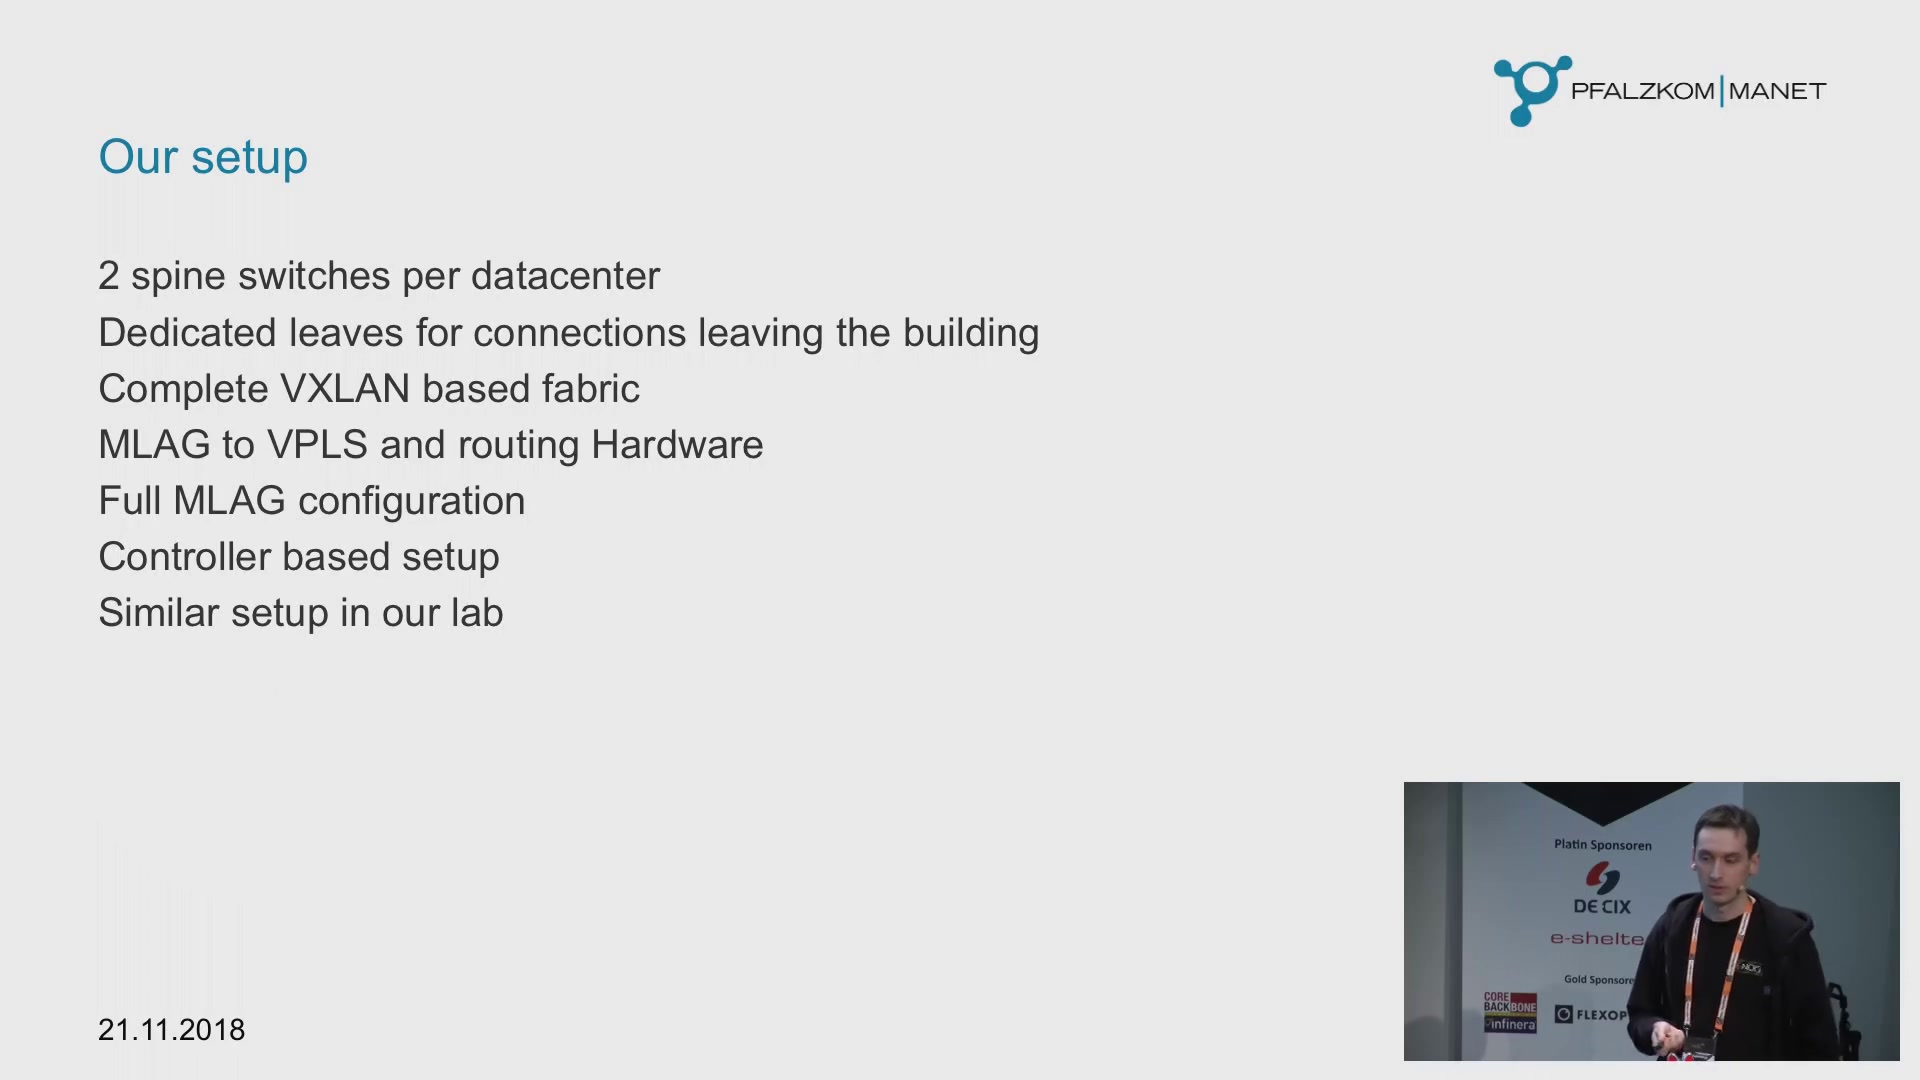 PFALZKOM|MANET
Our setup
2 spine switches per datacenter
Dedicated leaves for connections leaving the building
Complete VXLAN based fabric
MLAG to VPLS and routing Hardware
Full MLAG configuration
Controller based setup
Similar setup in our lab
21.11.2018
Platin Sponsoren
DE CIX
e-shelte
Gold Sponsore
CORE
BACKBONE
infinera
FLEXOP
NOG